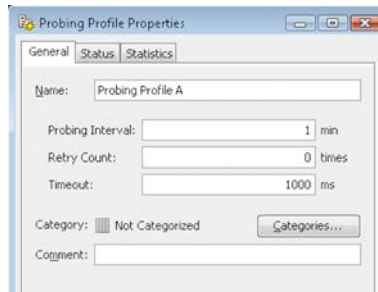 Probing Profile Properties
General Status Statistics
Name: Probing Profile A
Probing Interval: 1 min
Retry Count: 0 times
Timeout: 1000 ms
Category: Not Categorized Categories...
Comment: